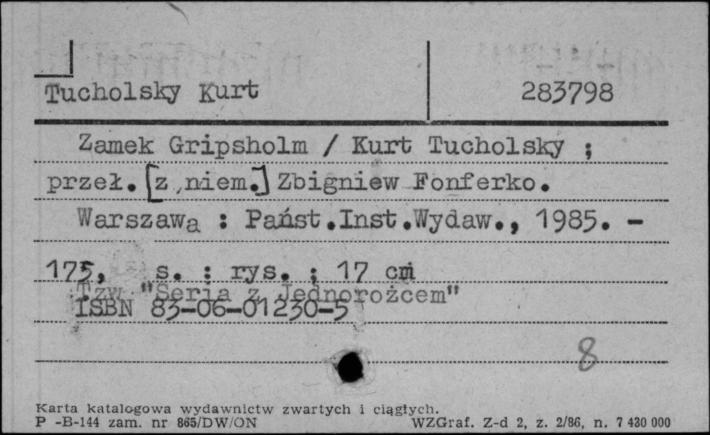 Tucholsky Kurt 283798
Zamek Gripsholm / Kurt Tucholsky ;
przeł. [z niem.] Zbigniew Fonferko.
Warszawa : Państ.Inst.Wydaw., 1985. -
175, s. : rys. ; 17 cm
Tzw. "Seria z Jednorożcem"
ISBN 83-06-01230-5
8
Karta katalogowa wydawnictw zwartych i ciągłych.
P -B-144 zam. nr 865/DW/ON WZGraf. Z-d 2, z. 2/86, n. 7 430 000